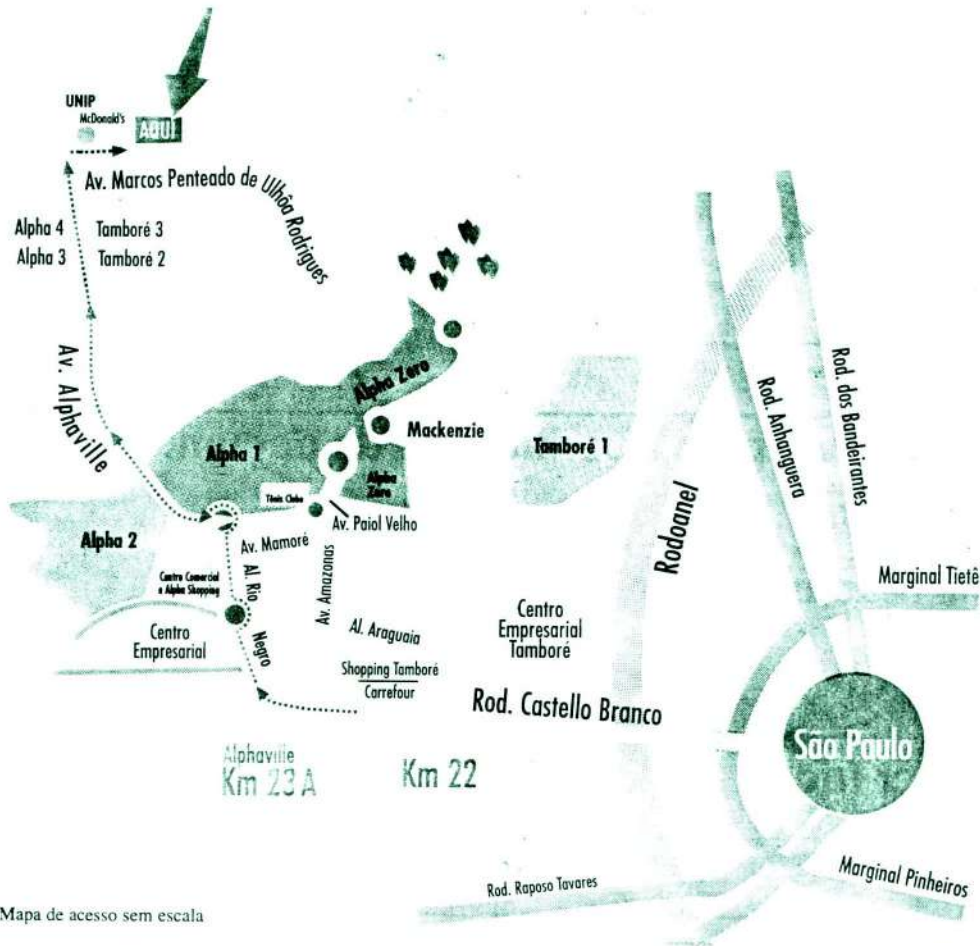 UNIP
McDonald's
AQUI
Av. Marcos Penteado de Ulhôa Rodrigues
Alpha 4
Tamboré 3
Alpha 3
Tamboré 2
Av. Alphaville
Alpha Zero
Alpha 1
Mackenzie
Tamboré 1
Alpha Zero
Tênis Clube
Av. Paiol Velho
Alpha 2
Av. Mamoré
Centro Comercial
e Alpha Shopping
Al. Rio Negro
Av. Amazonas
Al. Araguaia
Centro
Empresarial
Centro
Empresarial
Tamboré
Shopping Tamboré
Carrefour
Rod. Castello Branco
Rodoanel
Rod. Anhanguera
Rod. dos Bandeirantes
Marginal Tietê
São Paulo
Alphaville
Km 23 A
Km 22
Rod. Raposo Tavares
Marginal Pinheiros
Mapa de acesso sem escala